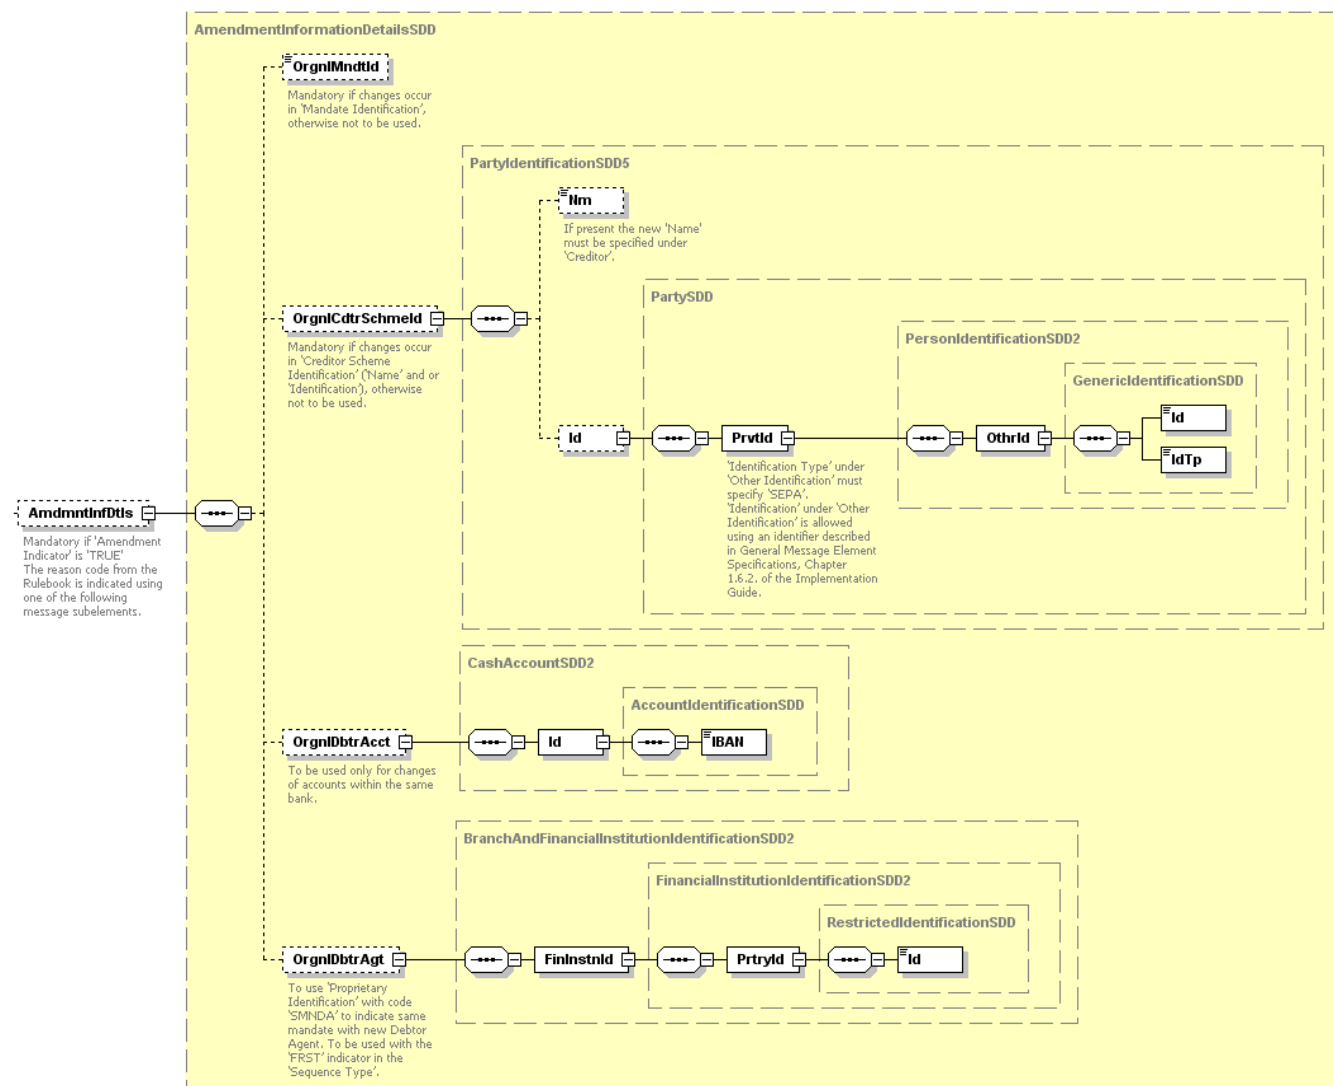 AmendmentInformationDetailsSDD
OrgnlMndtId
Mandatory if changes occur
in 'Mandate Identification',
otherwise not to be used.
PartyIdentificationSDD5
Nm
If present the new 'Name'
must be specified under
'Creditor'.
PartySDD
OrgnlCdtrSchmeId
Mandatory if changes occur
in 'Creditor Scheme
Identification' ('Name' and or
'Identification'), otherwise
not to be used.
PersonIdentificationSDD2
GenericIdentificationSDD
Id
Id
PrvtId
OthrId
IdTp
'Identification Type' under
'Other Identification' must
specify 'SEPA'.
'Identification' under 'Other
Identification' is allowed
using an identifier described
in General Message Element
Specifications, Chapter
1.6.2. of the Implementation
Guide.
AmdmntInfDtls
Mandatory if 'Amendment
Indicator' is 'TRUE'
The reason code from the
Rulebook is indicated using
one of the following
message subelements.
CashAccountSDD2
AccountIdentificationSDD
OrgnlDbtrAcct
Id
IBAN
To be used only for changes
of accounts within the same
bank.
BranchAndFinancialInstitutionIdentificationSDD2
FinancialInstitutionIdentificationSDD2
RestrictedIdentificationSDD
OrgnlDbtrAgt
FinInstnId
PrtryId
Id
To use 'Proprietary
Identification' with code
'SMNDA' to indicate same
mandate with new Debtor
Agent. To be used with the
'FRST' indicator in the
'Sequence Type'.